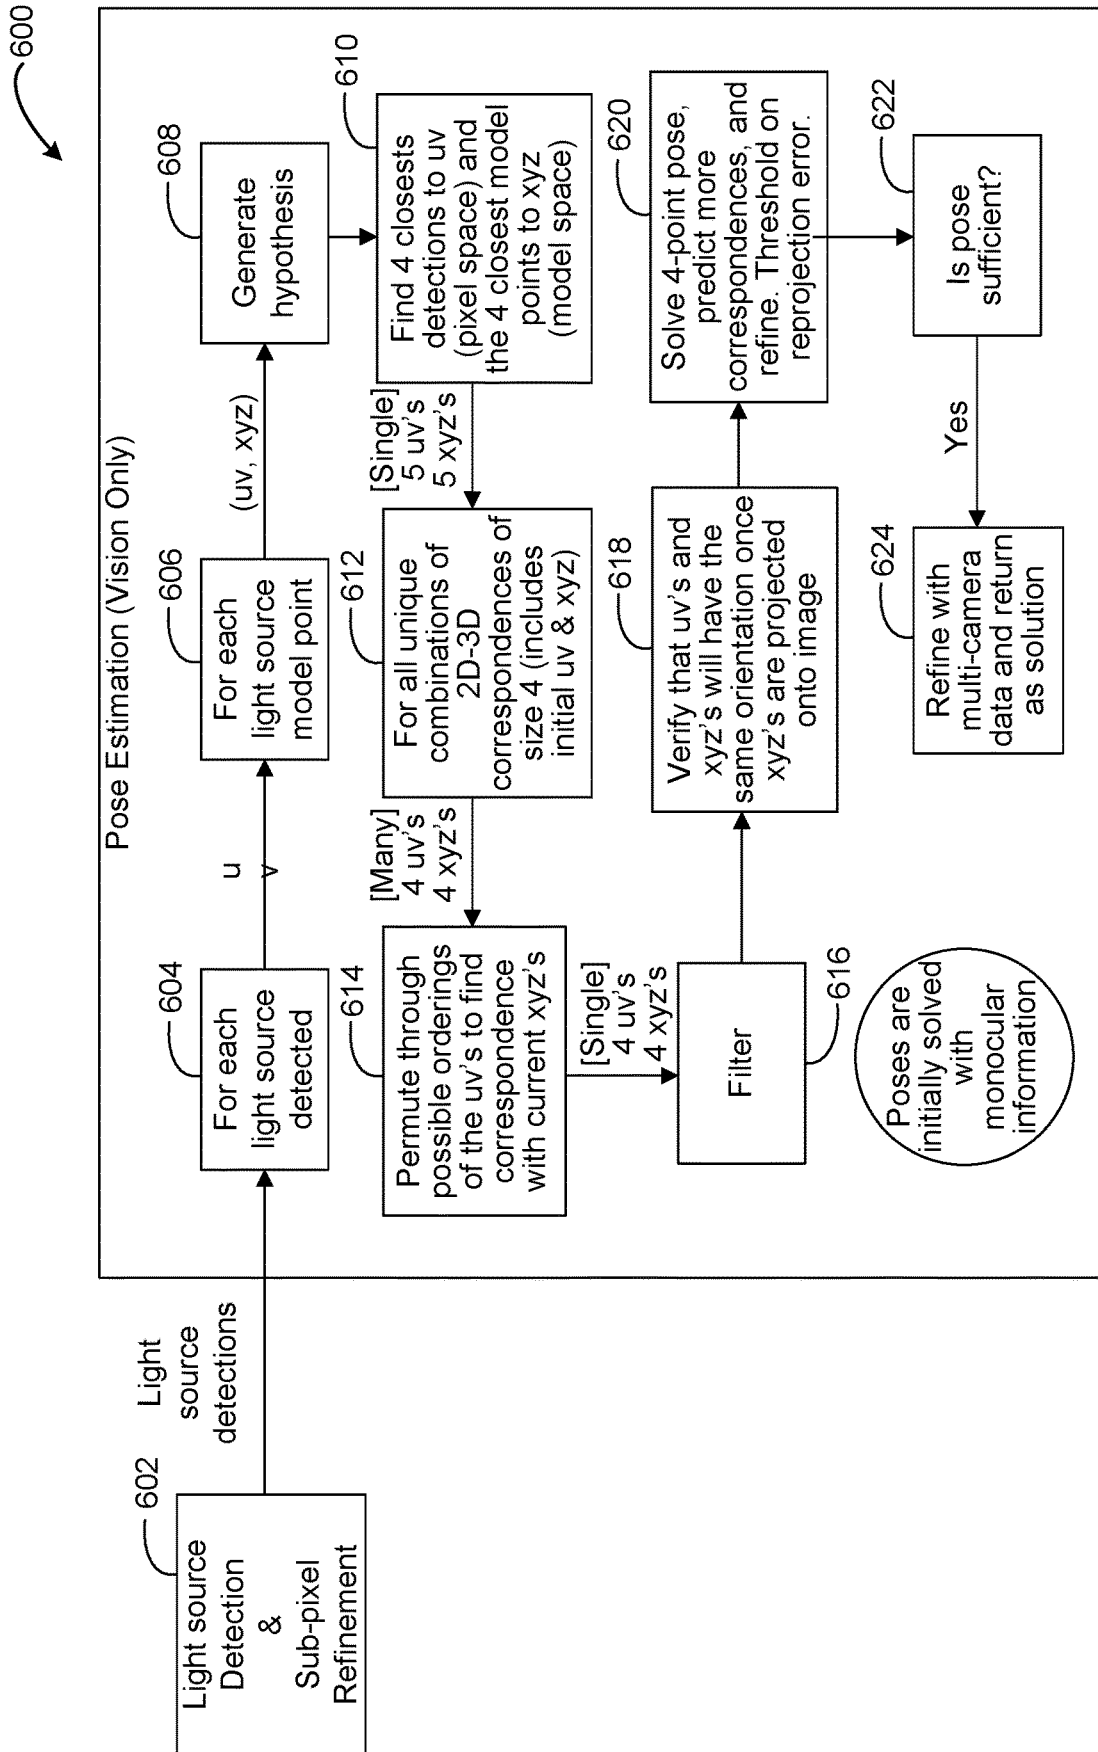 600
Pose Estimation (Vision Only)
602
Light source
Detection
&
Sub-pixel
Refinement
Light
source
detections
604
For each
light source
detected
u
v
606
For each
light source
model point
(uv, xyz)
608
Generate
hypothesis
610
Find 4 closests
detections to uv
(pixel space) and
the 4 closest model
points to xyz
(model space)
[Single]
5 uv's
5 xyz's
612
For all unique
combinations of
2D-3D
correspondences of
size 4 (includes
initial uv & xyz)
[Many]
4 uv's
4 xyz's
614
Permute through
possible orderings
of the uv's to find
correspondence
with current xyz's
[Single]
4 uv's
4 xyz's
Filter
616
618
Verify that uv's and
xyz's will have the
same orientation once
xyz's are projected
onto image
620
Solve 4-point pose,
predict more
correspondences, and
refine. Threshold on
reprojection error.
622
Is pose
sufficient?
Yes
624
Refine with
multi-camera
data and return
as solution
Poses are
initially solved
with
monocular
information